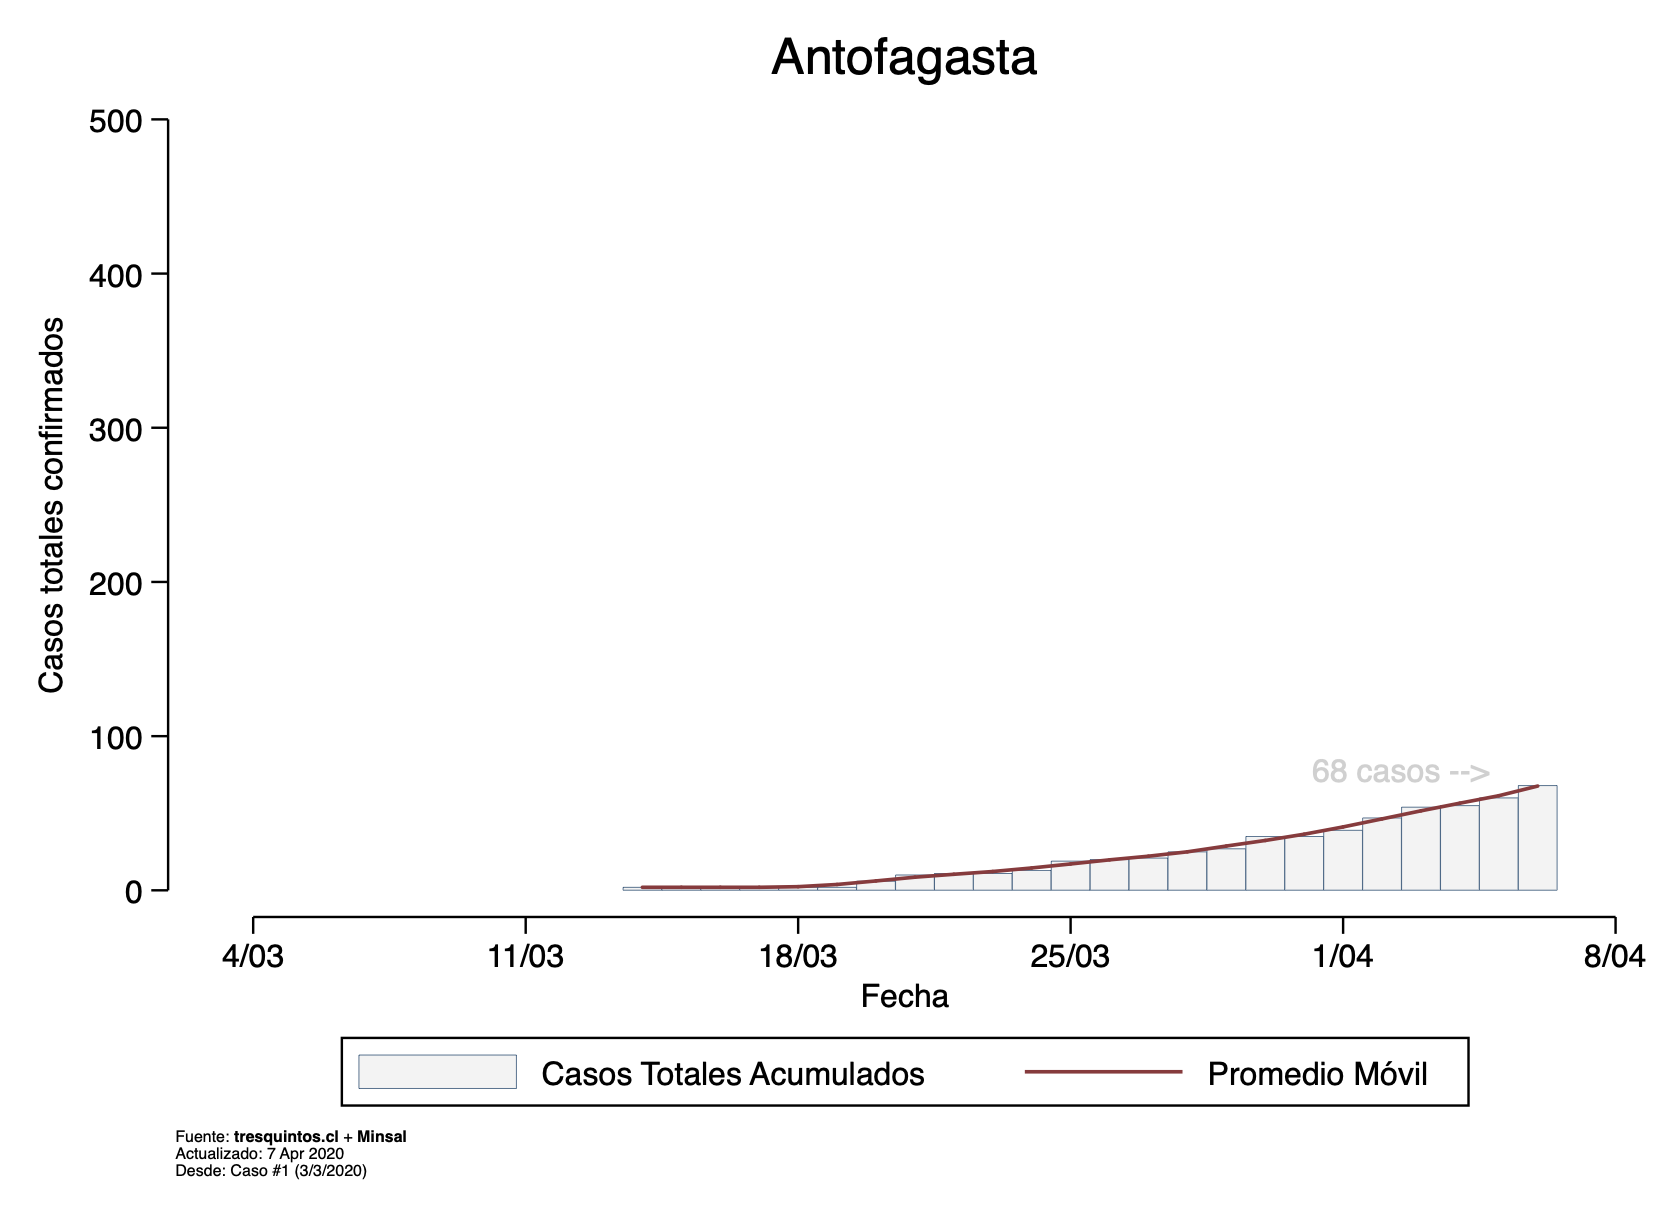 Antofagasta
500
400
300
200
100
0
Casos totales confirmados
68 casos -->
4/03 11/03 18/03 25/03 1/04 8/04
Fecha
Casos Totales Acumulados Promedio Móvil
Fuente: tresquintos.cl + Minsal
Actualizado: 7 Apr 2020
Desde: Caso #1 (3/3/2020)